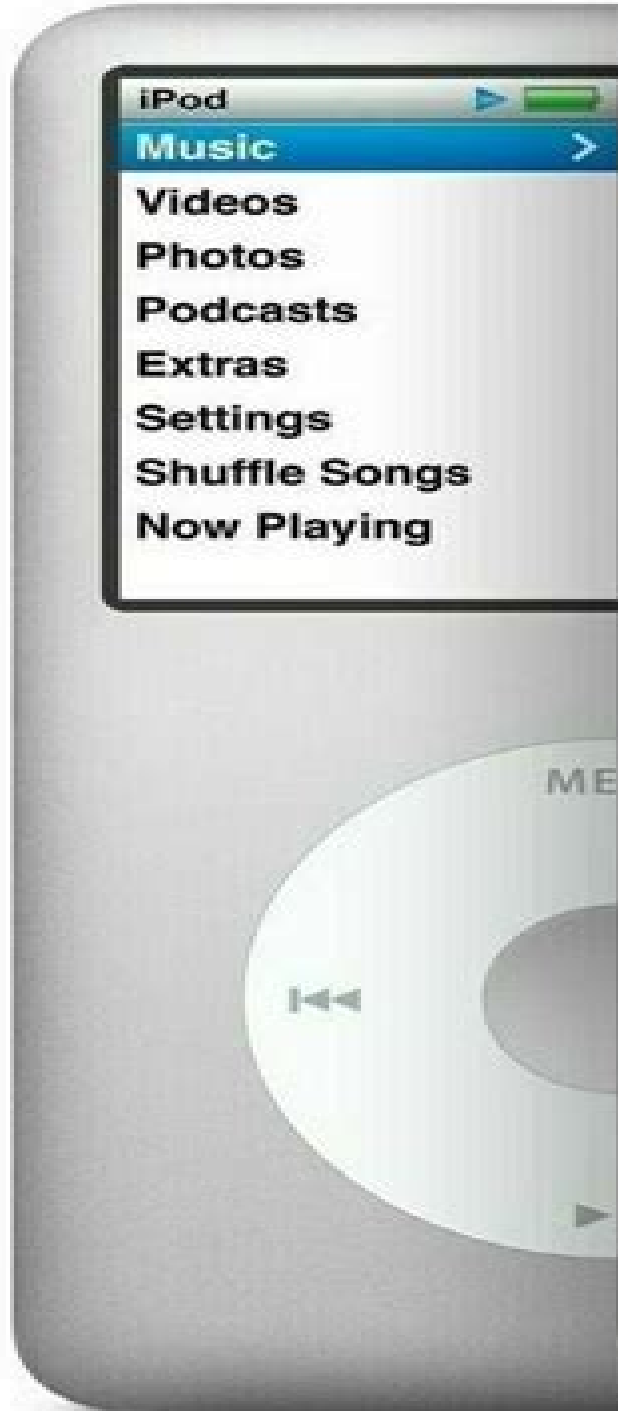 iPod
Music
Videos
Photos
Podcasts
Extras
Settings
Shuffle Songs
Now Playing
ME